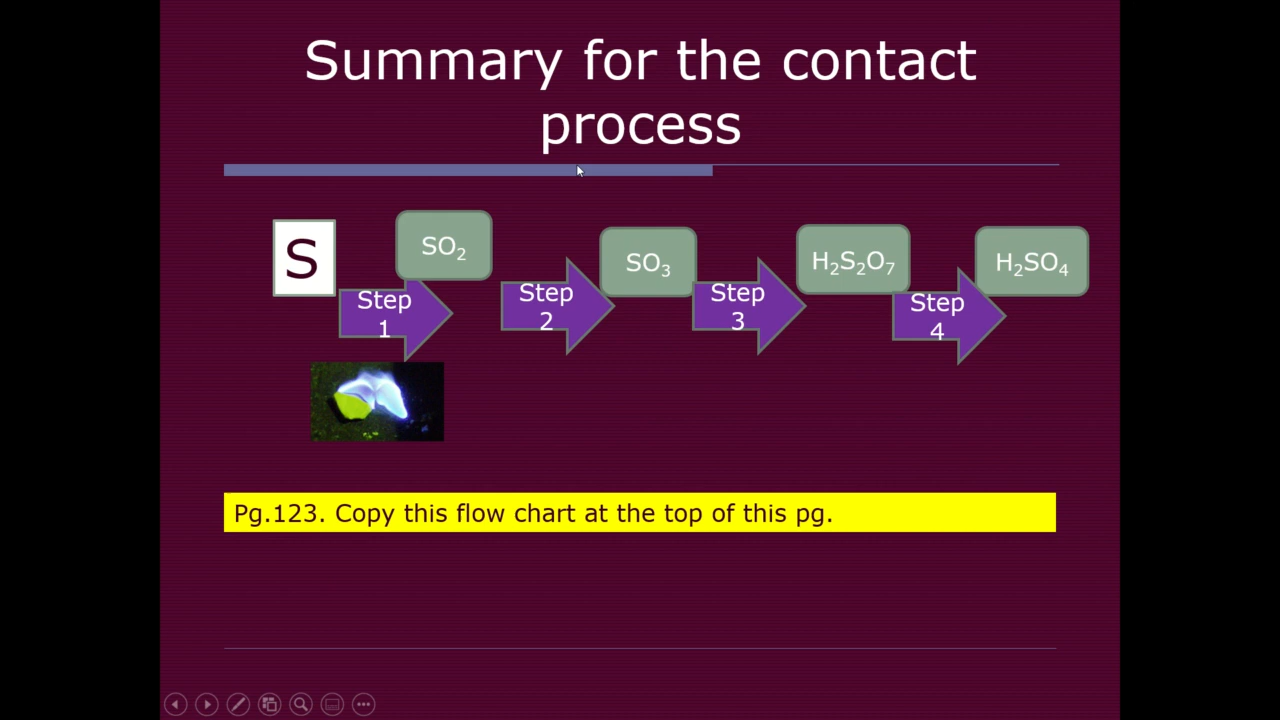 Summary for the contact
process
S
SO₂
SO₃
H₂S₂O₇
H₂SO₄
Step
1
Step
2
Step
3
Step
4
Pg.123. Copy this flow chart at the top of this pg.